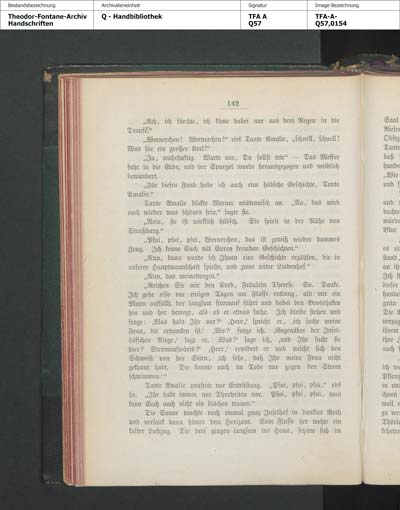 Bestandsbezeichnung
Archivalieneinheit
Signatur
Image-Bezeichnung
Theodor-Fontane-Archiv
Handschriften
Q - Handbibliothek
TFA A
Q57
TFA-A-
Q57,0154
142
„Ach, ich fürchte, ich käme dabei nur aus dem Regen in die
Traufe.“
„Wernerchen! Wernerchen!“ rief Tante Amalie, „schnell, schnell!
Was für ein großer Kerl!“
„Ja, wahrhaftig. Warte nur, Du sollst mir“ — Das Messer
fuhr in die Erde, und der Spargel wurde herausgezogen und weidlich
bewundert.
„Für diesen Fund habe ich auch eine hübsche Geschichte, Tante
Amalie.“
Tante Amalie blickte Werner misstrauisch an. „Na, das wird
auch wieder was schönes sein,“ sagte sie.
„Nein, sie ist wirklich hübsch. Sie spielt in der Nähe von
Straßburg.“
„Pfui, pfui, pfui, Wernerchen, das ist gewiß wieder dummes
Zeug. Ich kenne Euch mit Euren fremden Geschichten.“
„Nun, dann werde ich Ihnen eine Geschichte erzählen, die in
unserer Hauptmannschaft spielte, und zwar unter Lindenhof.“
„Nun, das meinetwegen.“
„Reichen Sie mir den Korb, Fräulein Therese. So. Danke.
Ich gehe also vor einigen Tagen am Flusse entlang, als mir ein
Mann auffällt, der langsam stromauf fährt und dabei den Bootshaken
hin und her bewegt, als ob er etwas suche. Ich bleibe stehen und
frage: ‚Was habt Ihr vor?‘ ‚Herr,‘ spricht er, ‚ich suche meine
Frau, die ertrunken ist.‘ ‚Wo?‘ frage ich. ‚Gegenüber der Insel-
höfschen Riege,‘ sagt er. ‚Was?‘ sage ich, ‚und Ihr sucht sie
hier? Stromaufwärts?‘ ‚Herr,‘ erwidert er und wischt sich den
Schweiß von der Stirn, ‚ich sehe, daß Ihr meine Frau nicht
gekannt habt. Die konnte auch im Tode nur gegen den Strom
schwimmen.‘“
Tante Amalie prustete vor Entrüstung. „Pfui, pfui, pfui,“ rief
sie. „Ihr habt immer nur Thorheiten vor. Pfui, pfui, pfui, man
kann Euch auch nicht ein bischen trauen.“
Die Sonne tauchte noch einmal ganz Inselhof in dunkles Roth
und versank dann hinter dem Horizont. Vom Flusse her wehte ein
kalter Luftzug. Die drei gingen langsam ins Haus, setzten sich im